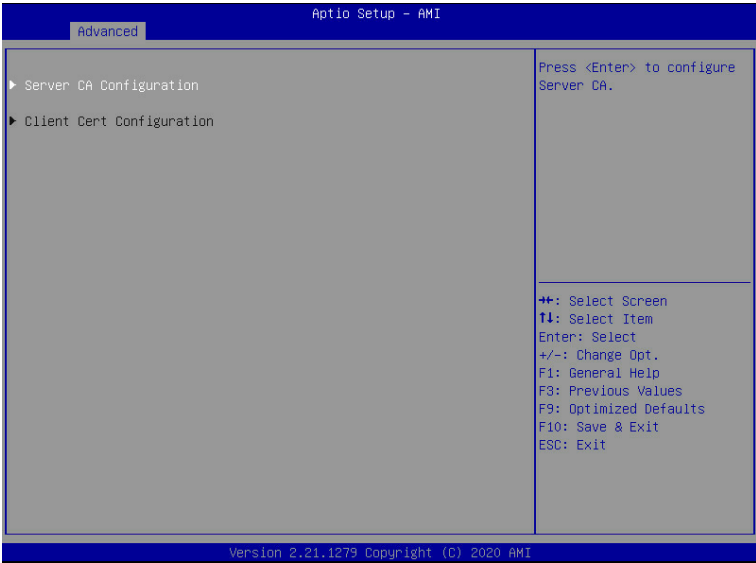 Aptio Setup – AMI
Advanced
▶ Server CA Configuration
▶ Client Cert Configuration
Press <Enter> to configure
Server CA.
→←: Select Screen
↑↓: Select Item
Enter: Select
+/-: Change Opt.
F1: General Help
F3: Previous Values
F9: Optimized Defaults
F10: Save & Exit
ESC: Exit
Version 2.21.1279 Copyright (C) 2020 AMI